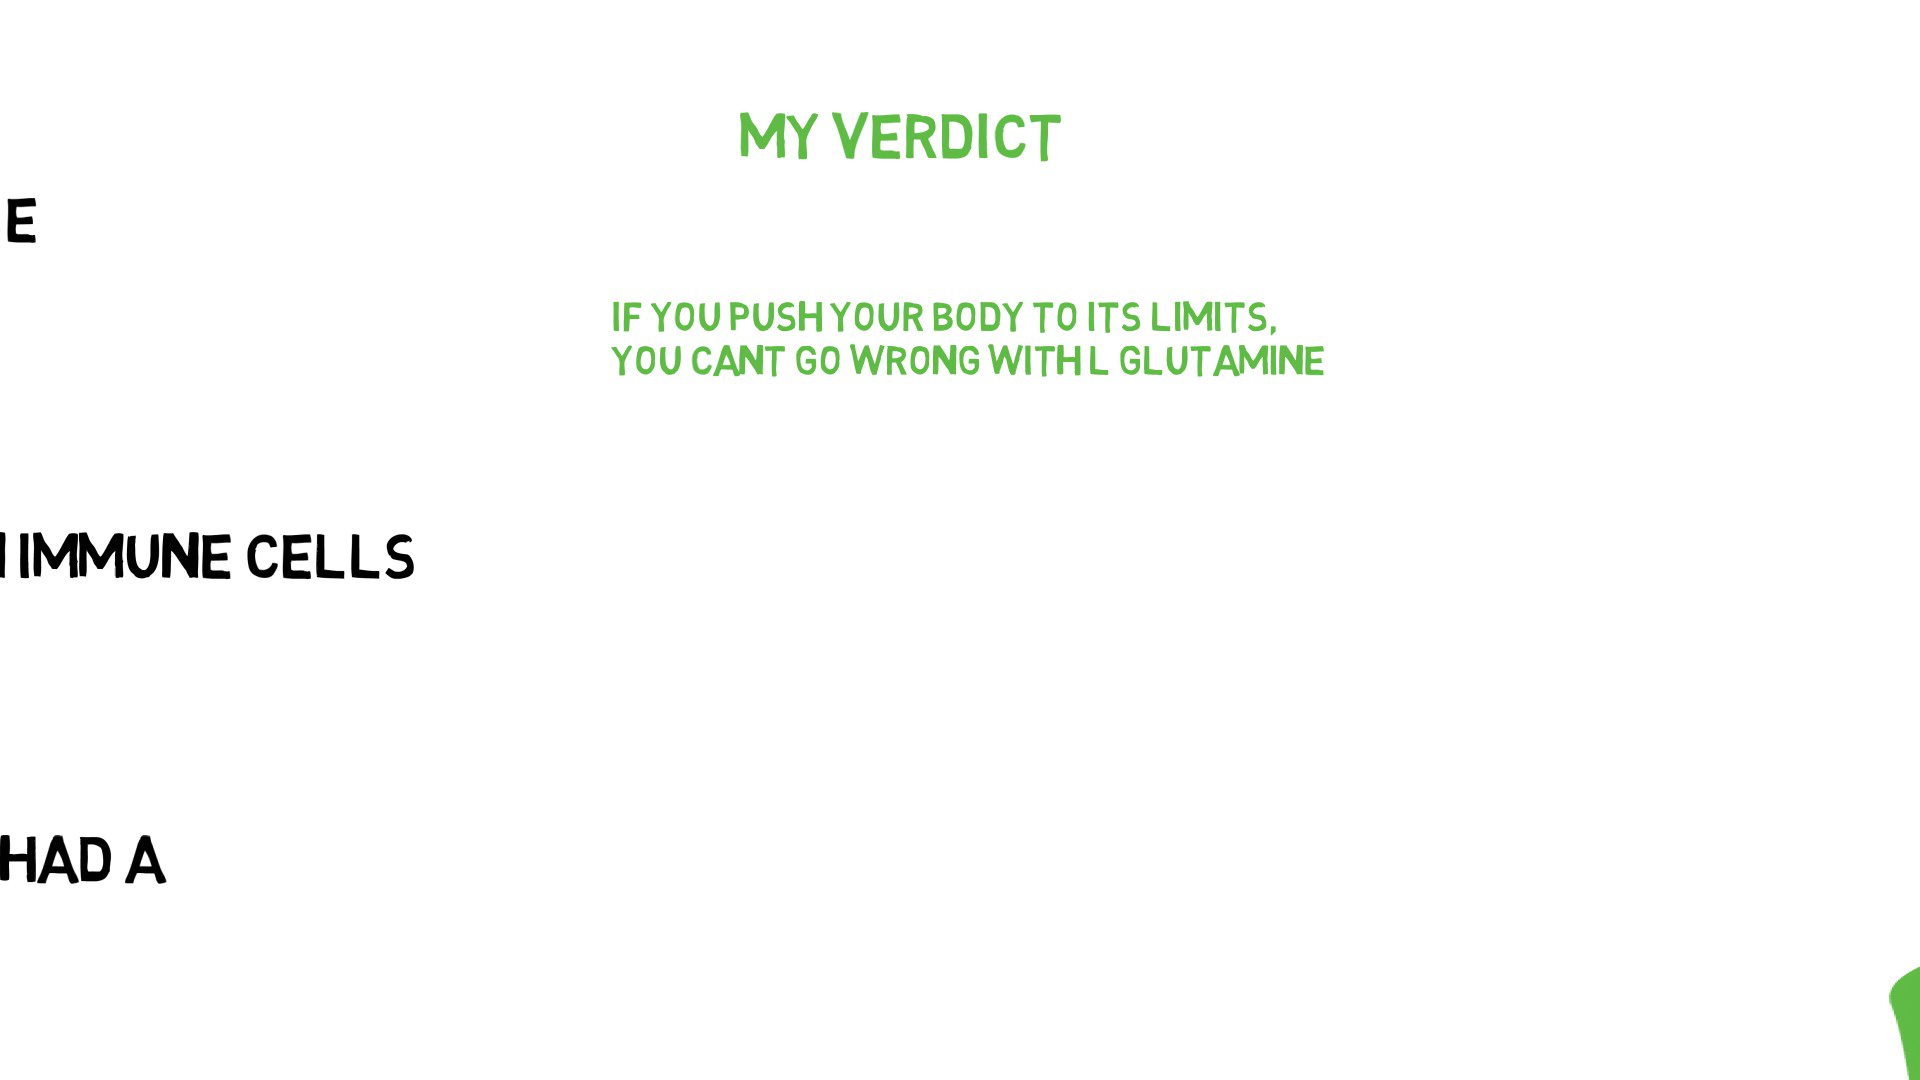 MY VERDICT
E
IF YOU PUSH YOUR BODY TO ITS LIMITS,
YOU CANT GO WRONG WITH L GLUTAMINE
IMMUNE CELLS
HAD A